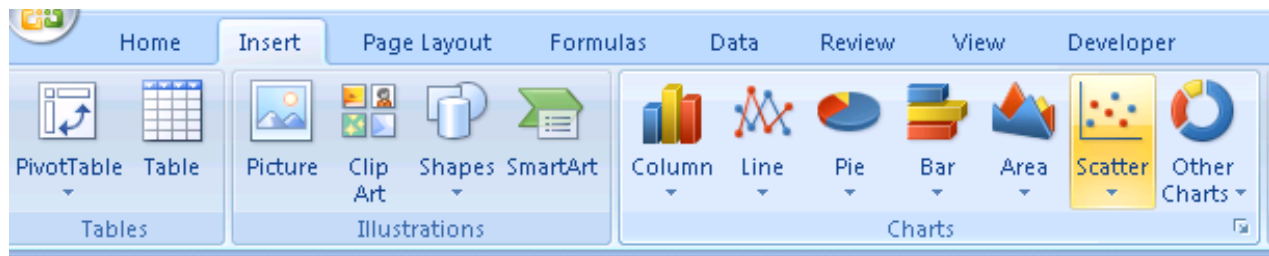 Home Insert Page Layout Formulas Data Review View Developer
PivotTable Table Picture Clip Art Shapes SmartArt Column Line Pie Bar Area Scatter Other Charts
Tables Illustrations Charts